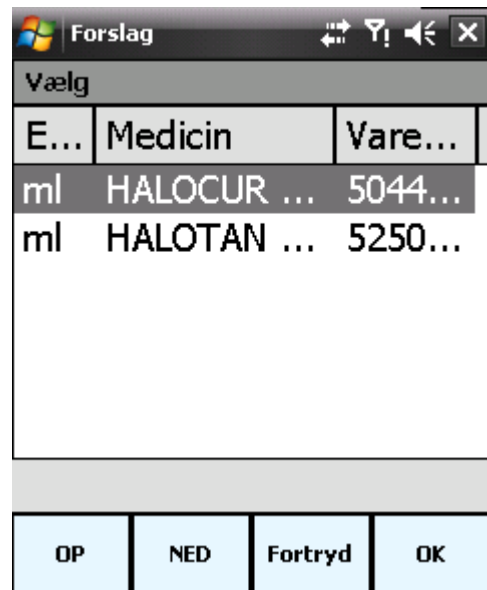 Forslag
Vælg
E... Medicin Vare...
ml HALOCUR ... 5044...
ml HALOTAN ... 5250...
OP NED Fortryd OK